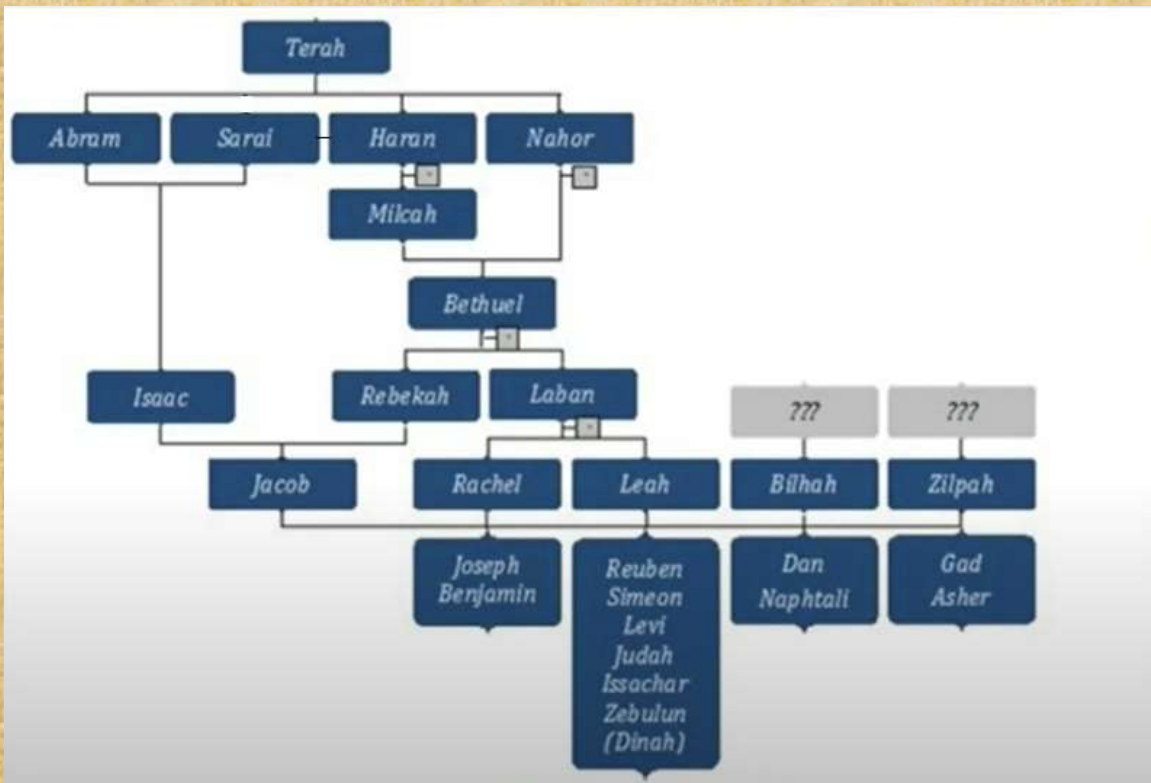 Terah
Abram
Sarai
Haran
Nahor
Milcah
Bethuel
Isaac
Rebekah
Laban
???
???
Jacob
Rachel
Leah
Bilhah
Zilpah
Joseph
Benjamin
Reuben
Simeon
Levi
Judah
Issachar
Zebulun
(Dinah)
Dan
Naphtali
Gad
Asher